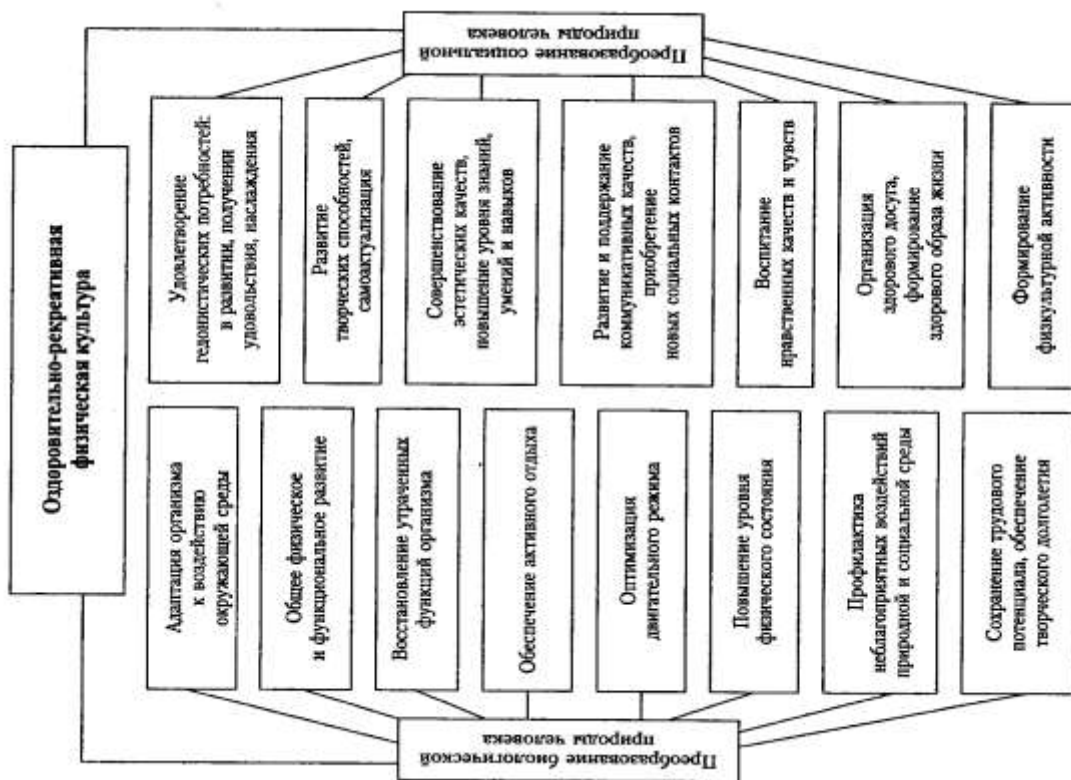 Оздоровительно-рекреативная
физическая культура
Преобразование биологической
природы человека
Адаптация организма
к воздействию
окружающей среды
Общее физическое
и функциональное развитие
Восстановление утраченных
функций организма
Обеспечение активного отдыха
Оптимизация
двигательного режима
Повышение уровня
физического состояния
Профилактика
неблагоприятных воздействий
природной и социальной среды
Сохранение трудового
потенциала, обеспечение
творческого долголетия
Преобразование социальной
природы человека
Удовлетворение
гедонистических потребностей:
в развитии, получении
удовольствия, наслаждения
Развитие
творческих способностей,
самоактуализация
Совершенствование
эстетических качеств,
повышение уровня знаний,
умений и навыков
Развитие и поддержание
коммуникативных качеств,
приобретение
новых социальных контактов
Воспитание
нравственных качеств и чувств
Организация
здорового досуга,
формирование
здорового образа жизни
Формирование
физкультурной активности